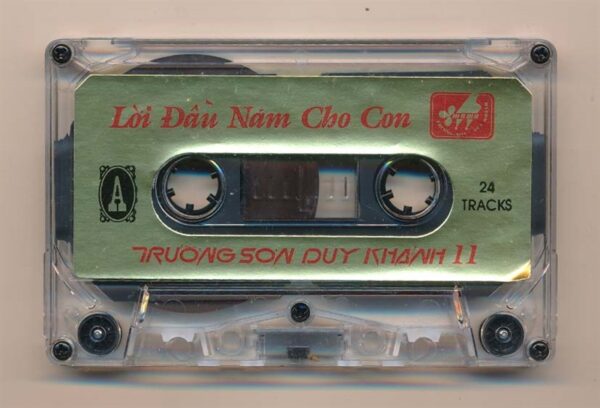 Lời Đầu Năm Cho Con
A
24
TRACKS
TRƯỜNG SƠN DUY KHÁNH 11